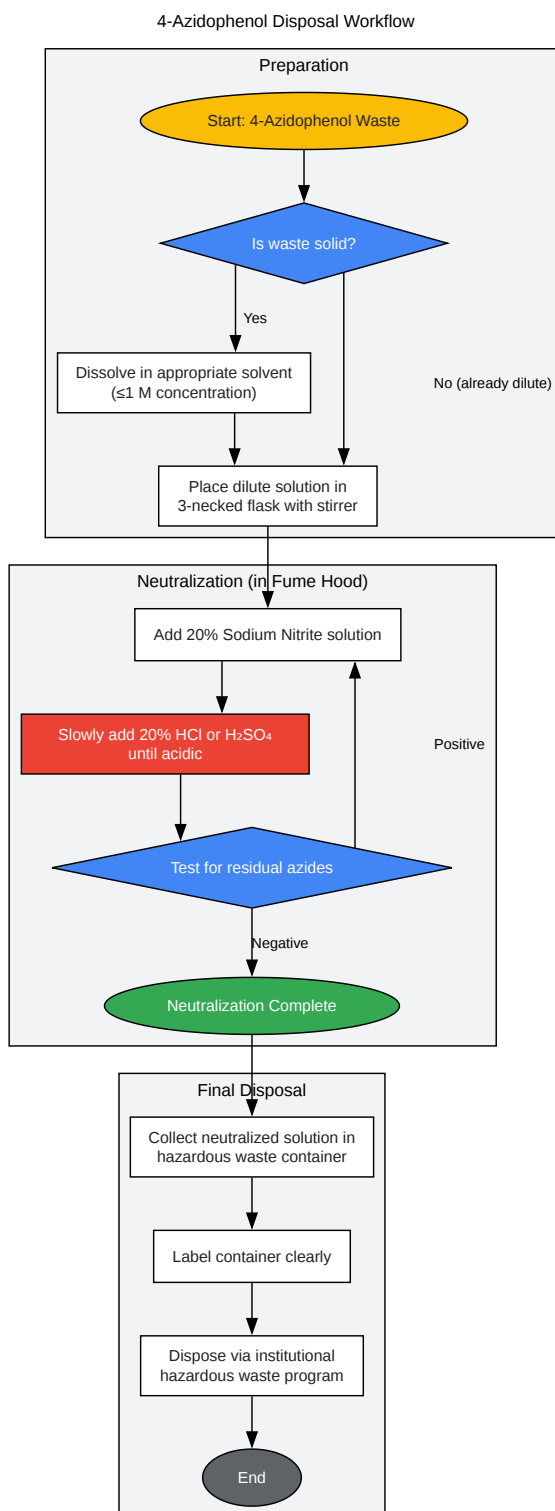 4-Azidophenol Disposal Workflow
Preparation
Start: 4-Azidophenol Waste
Is waste solid?
Yes
Dissolve in appropriate solvent
(≤1 M concentration)
No (already dilute)
Place dilute solution in
3-necked flask with stirrer
Neutralization (in Fume Hood)
Add 20% Sodium Nitrite solution
Slowly add 20% HCl or H₂SO₄
until acidic
Positive
Test for residual azides
Negative
Neutralization Complete
Final Disposal
Collect neutralized solution in
hazardous waste container
Label container clearly
Dispose via institutional
hazardous waste program
End